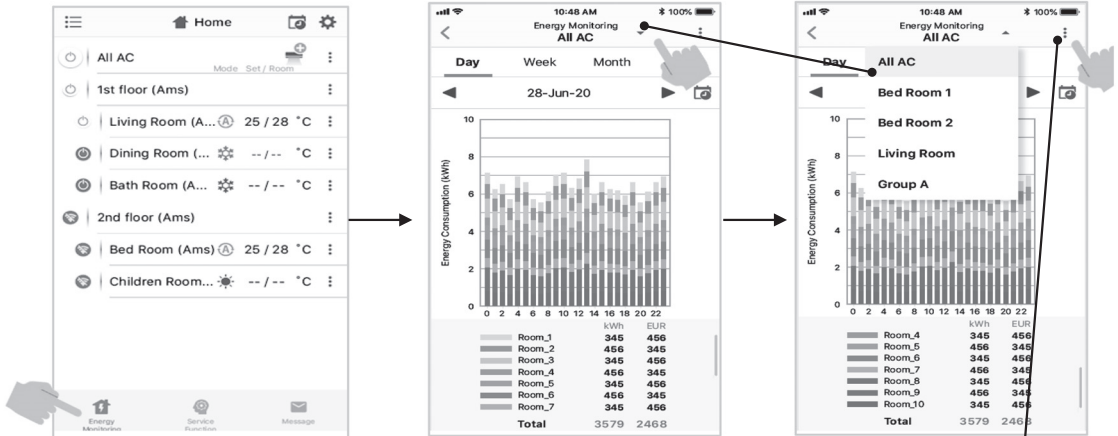 Home
All AC
Mode Set / Room
1st floor (Ams)
Living Room (A... A 25 / 28 °C
Dining Room (... -- / -- °C
Bath Room (A... -- / -- °C
2nd floor (Ams)
Bed Room (Ams) A 25 / 28 °C
Children Room... -- / -- °C
Energy Monitoring
Service Function
Message
10:48 AM 100%
Energy Monitoring
All AC
Day Week Month
28-Jun-20
Energy Consumption (kWh)
10
8
6
4
2
0
0 2 4 6 8 10 12 14 16 18 20 22
kWh EUR
Room_1 345 456
Room_2 456 345
Room_3 345 456
Room_4 456 345
Room_5 345 456
Room_6 456 345
Room_7 345 456
Total 3579 2468
10:48 AM 100%
Energy Monitoring
All AC
Day
All AC
Bed Room 1
Bed Room 2
Living Room
Group A
Energy Consumption (kWh)
10
8
6
4
2
0
0 2 4 6 8 10 12 14 16 18 20 22
kWh EUR
Room_4 345 456
Room_5 456 345
Room_6 345 456
Room_7 456 345
Room_8 345 456
Room_9 456 345
Room_10 345 456
Total 3579 2468